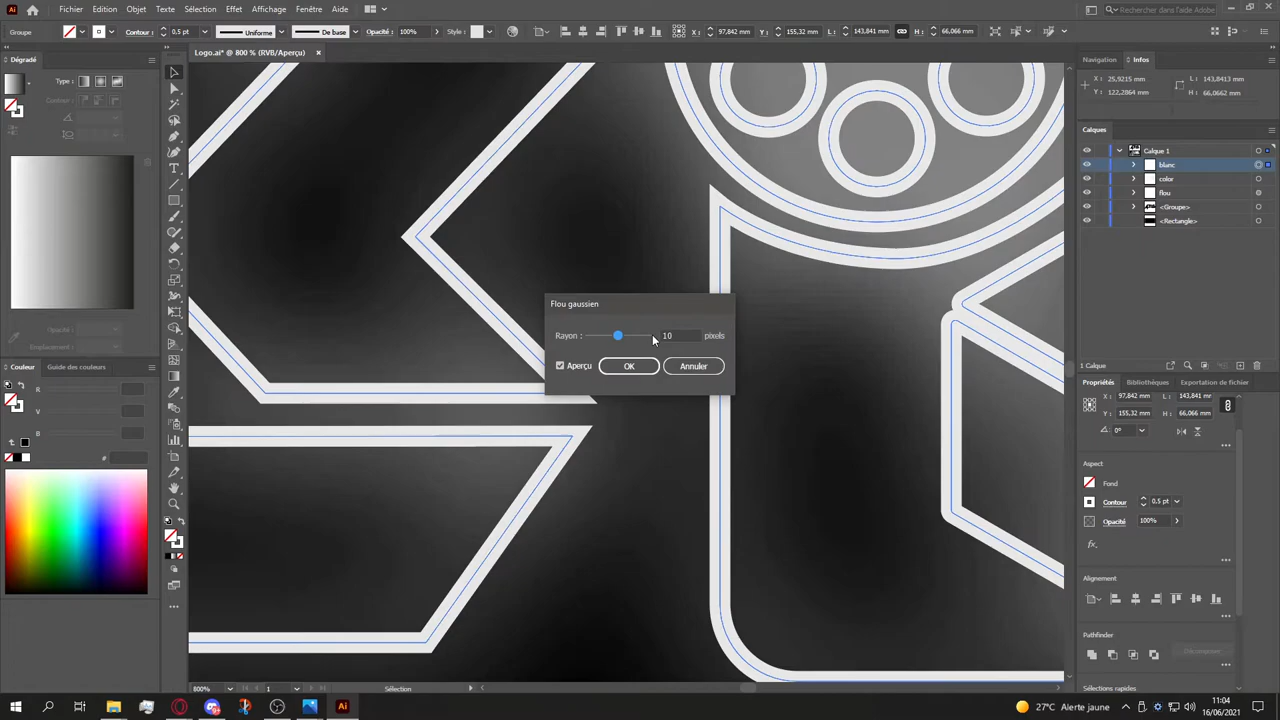 Ai
Fichier Edition Objet Texte Sélection Effet Affichage Fenêtre Aide
Rechercher dans l'aide Adobe
Groupe Contour : 0,5 pt Uniforme De base Opacité : 100% Style : X : 97,842 mm Y : 155,32 mm L : 143,841 mm H : 66,066 mm
Logo.ai* @ 800 % (RVB/Aperçu) ×
Dégradé
Type :
Contour :
Opacité :
Emplacement :
Couleur Guide des couleurs
R
V
B
#
Flou gaussien
Rayon : 10 pixels
Aperçu OK Annuler
Navigation Infos
X : 25,9215 mm
Y : 122,2064 mm
L : 143,8413 mm
H : 66,0662 mm
Calques
Calque 1
blanc
color
flou
<Groupe>
<Rectangle>
1 Calque
Propriétés Bibliothèques Exportation de fichier
X : 97,842 mm L : 143,841 mm
Y : 155,32 mm H : 66,066 mm
0°
Aspect
Fond
Contour 0,5 pt
Opacité 100%
fx.
Alignement
Pathfinder
Décomposer
Sélections rapides
800% 1 Sélection
Ai
27°C Alerte jaune
11:04
16/06/2021